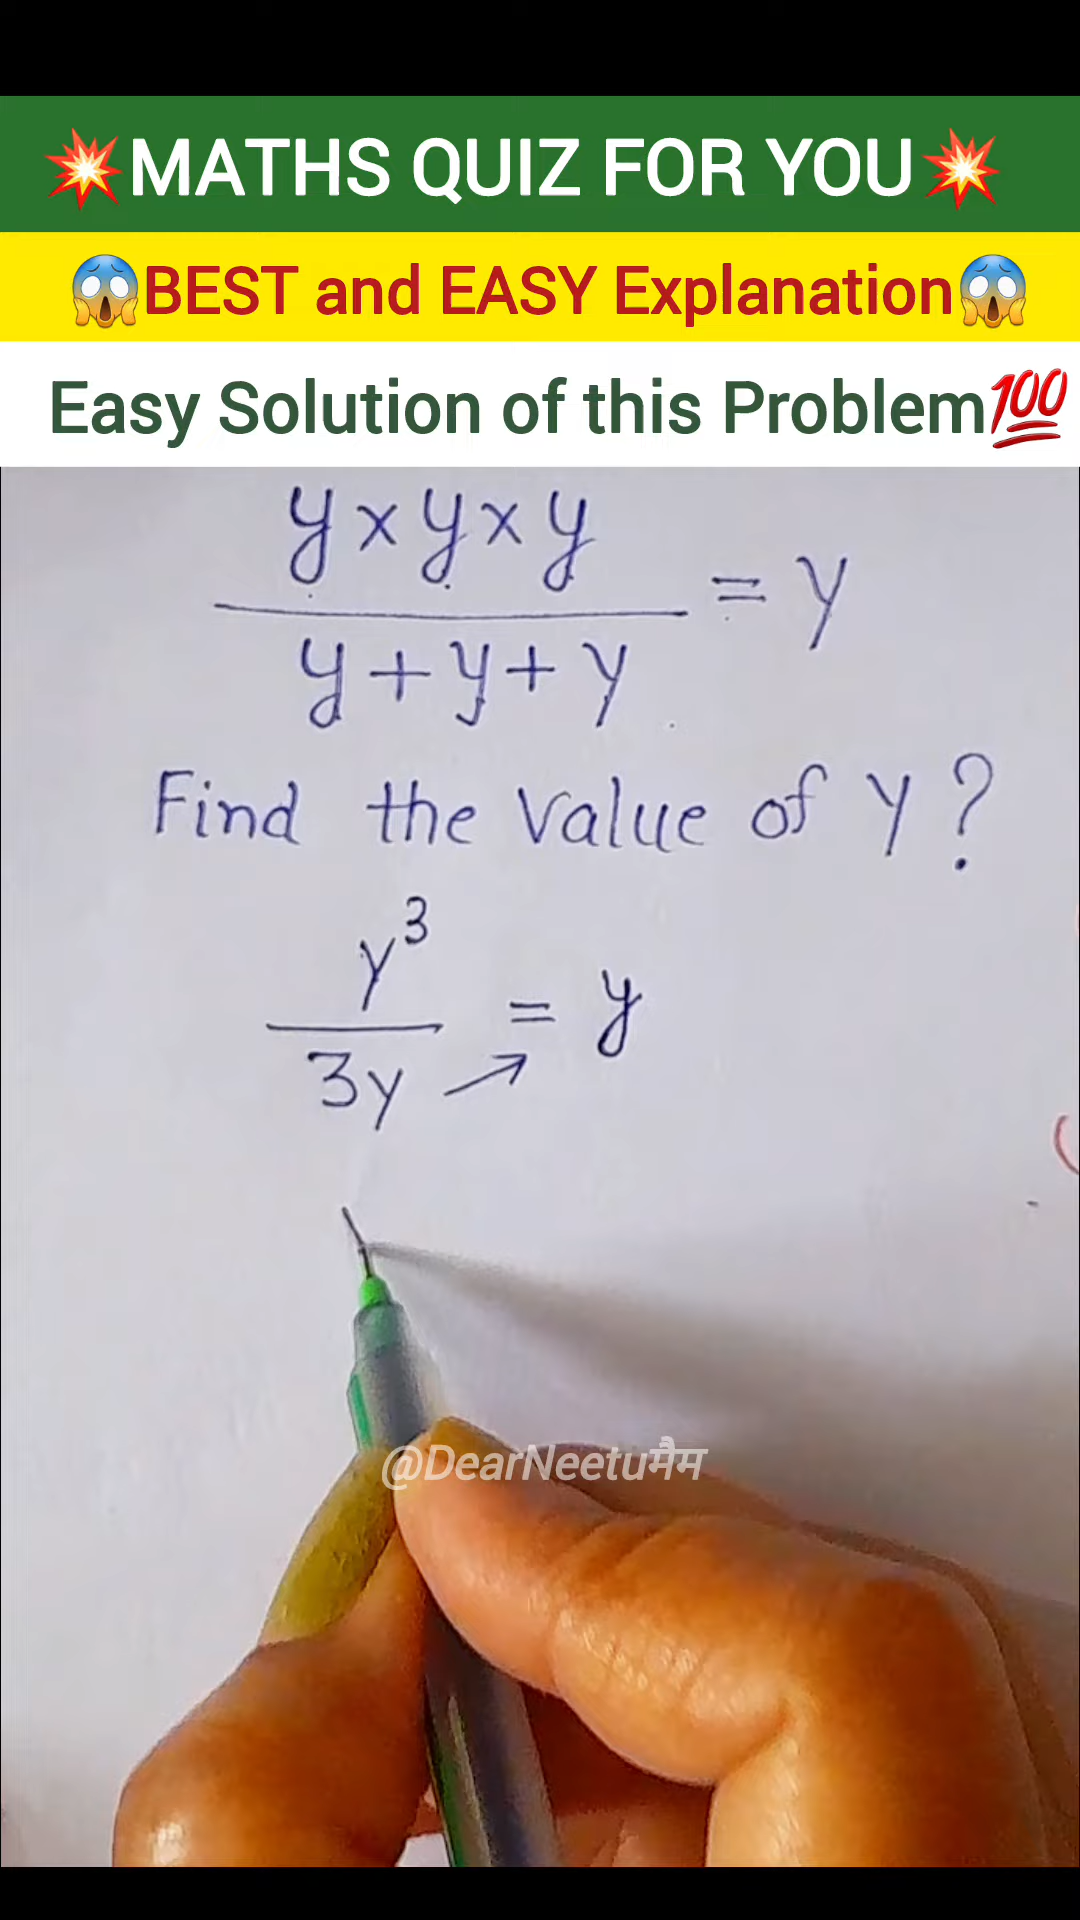 💥MATHS QUIZ FOR YOU💥
😱BEST and EASY Explanation😱
Easy Solution of this Problem💯
y × y × y
= y
y + y + y
Find the value of y ?
y³
= y
3y
@DearNeetuमैम